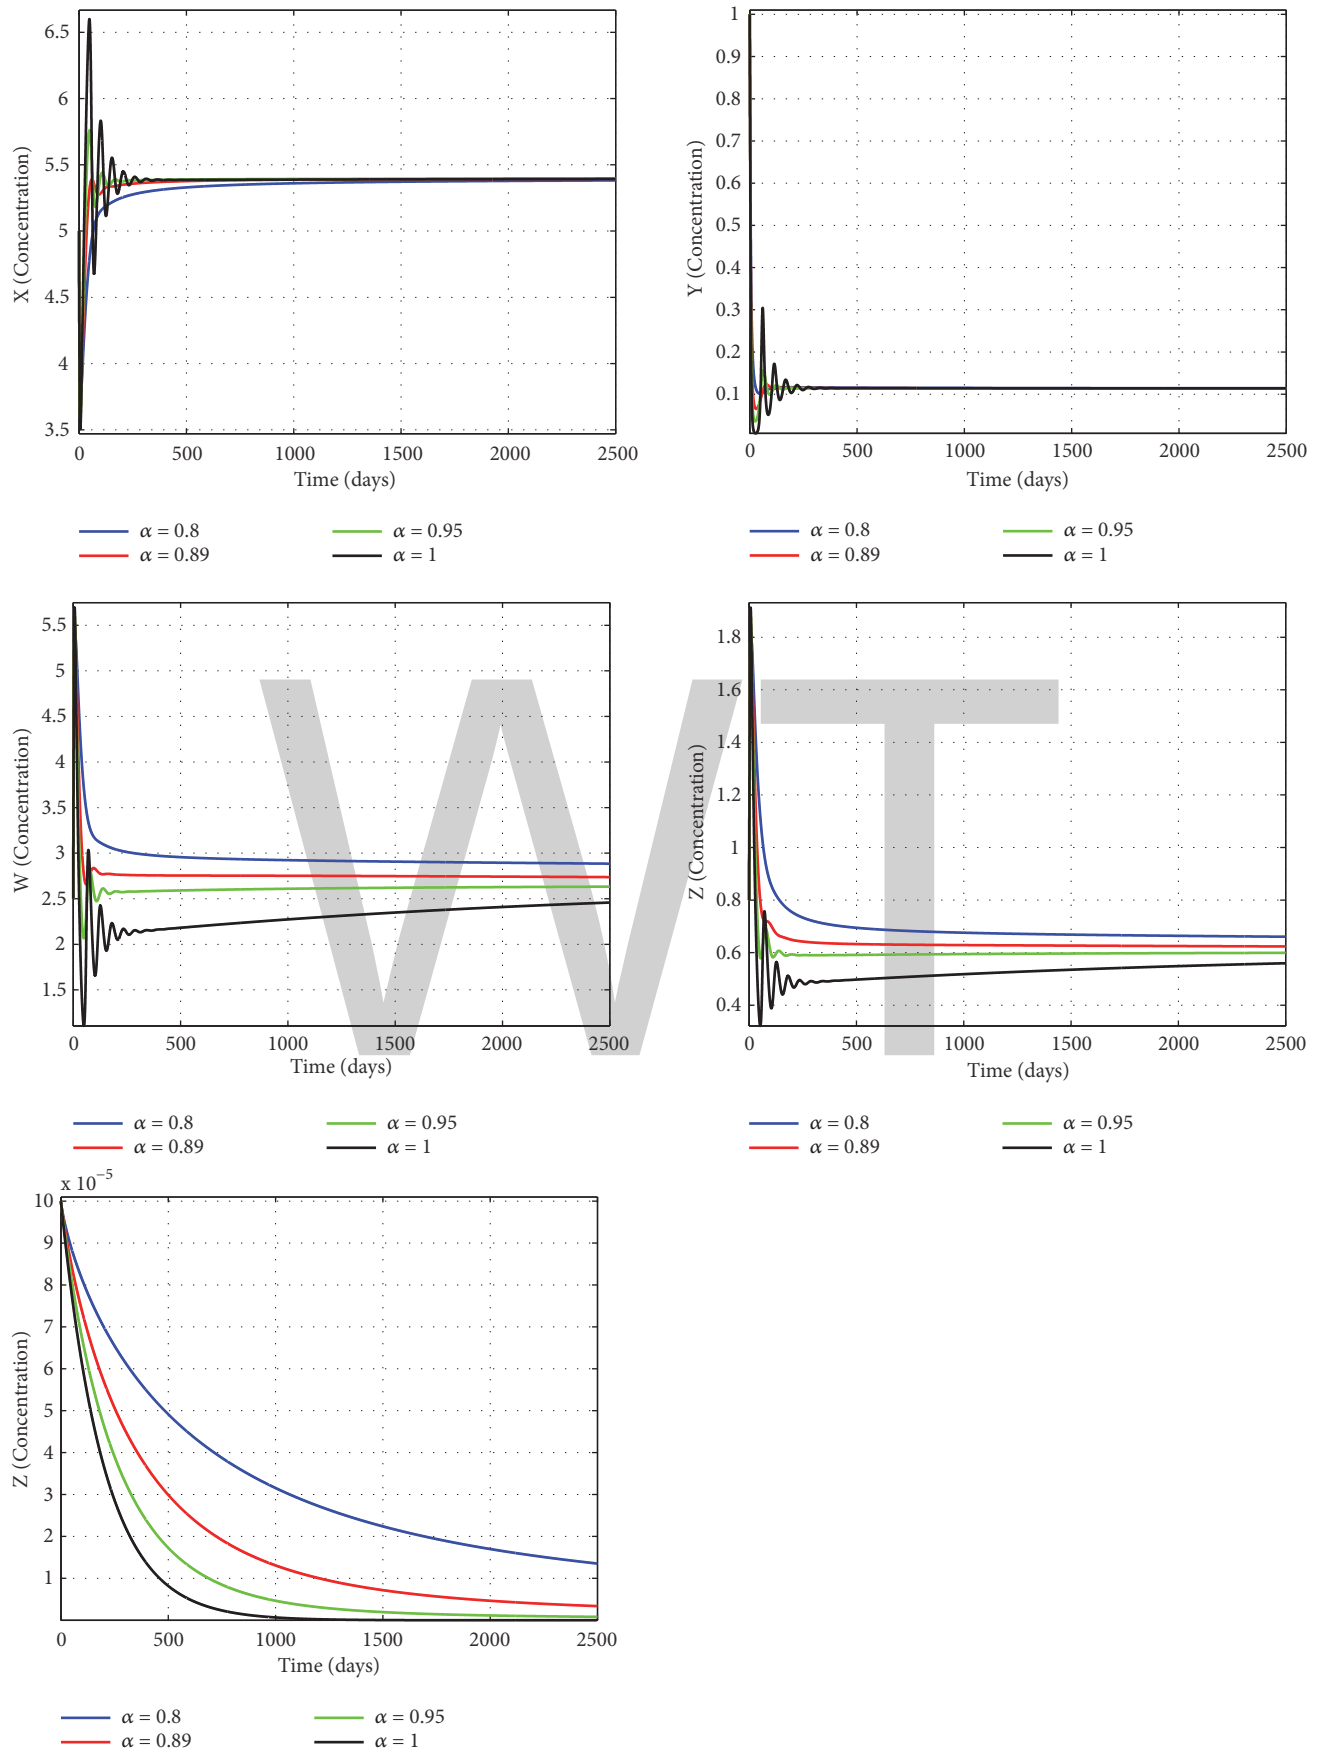 6.5
6
5.5
5
4.5
4
3.5
X (Concentration)
0 500 1000 1500 2000 2500
Time (days)
α = 0.8
α = 0.95
α = 0.89
α = 1
1
0.9
0.8
0.7
0.6
0.5
0.4
0.3
0.2
0.1
Y (Concentration)
0 500 1000 1500 2000 2500
Time (days)
α = 0.8
α = 0.95
α = 0.89
α = 1
5.5
5
4.5
4
3.5
3
2.5
2
1.5
W (Concentration)
0 500 1000 1500 2000 2500
Time (days)
α = 0.8
α = 0.95
α = 0.89
α = 1
1.8
1.6
1.4
1.2
1
0.8
0.6
0.4
Z (Concentration)
0 500 1000 1500 2000 2500
Time (days)
α = 0.8
α = 0.95
α = 0.89
α = 1
WT
x 10⁻⁵
10
9
8
7
6
5
4
3
2
1
Z (Concentration)
0 500 1000 1500 2000 2500
Time (days)
α = 0.8
α = 0.95
α = 0.89
α = 1